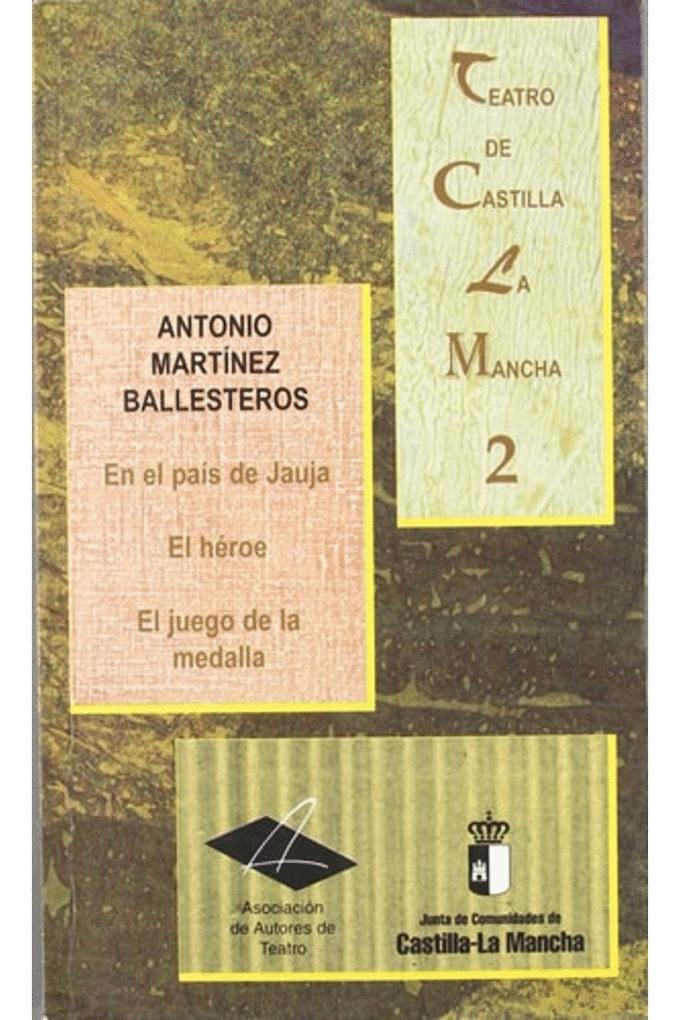 TEATRO
DE
CASTILLA
LA
MANCHA
2
ANTONIO
MARTÍNEZ
BALLESTEROS
En el país de Jauja
El héroe
El juego de la
medalla
A
Asociación
de Autores de
Teatro
Junta de Comunidades de
Castilla-La Mancha